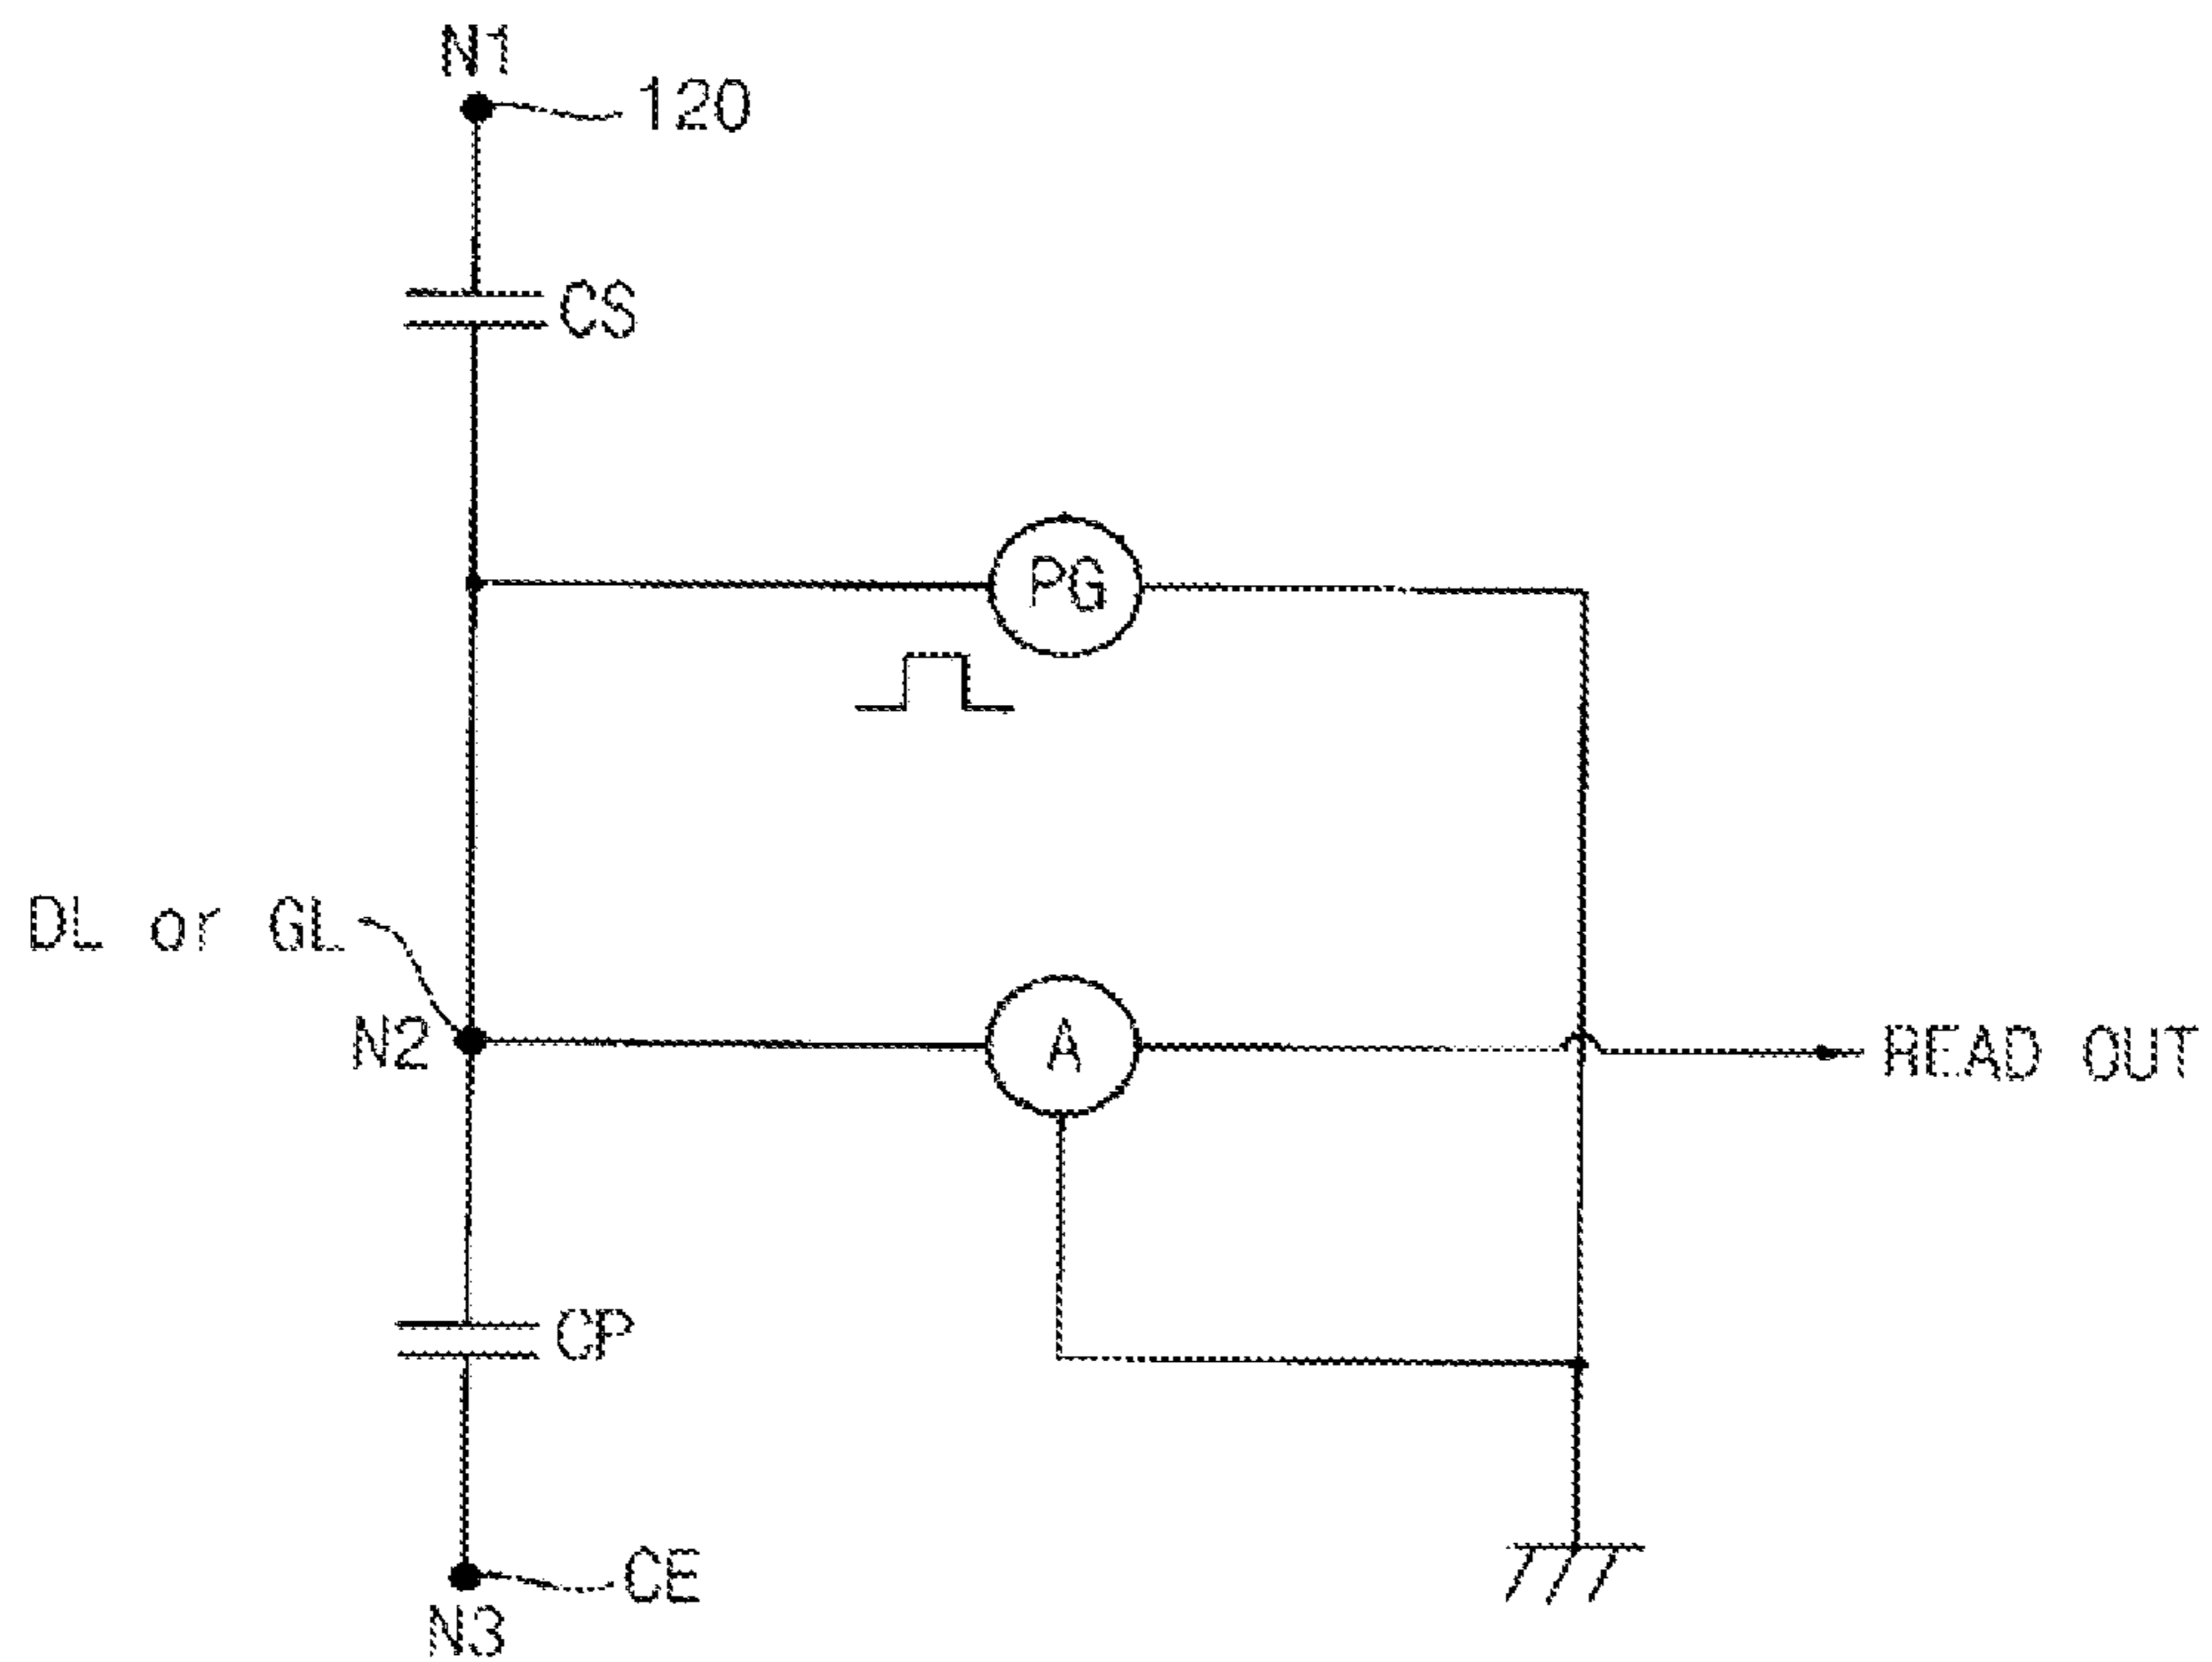 N1
120
CS
PG
DL or GL
N2
A
READ OUT
CP
CE
N3